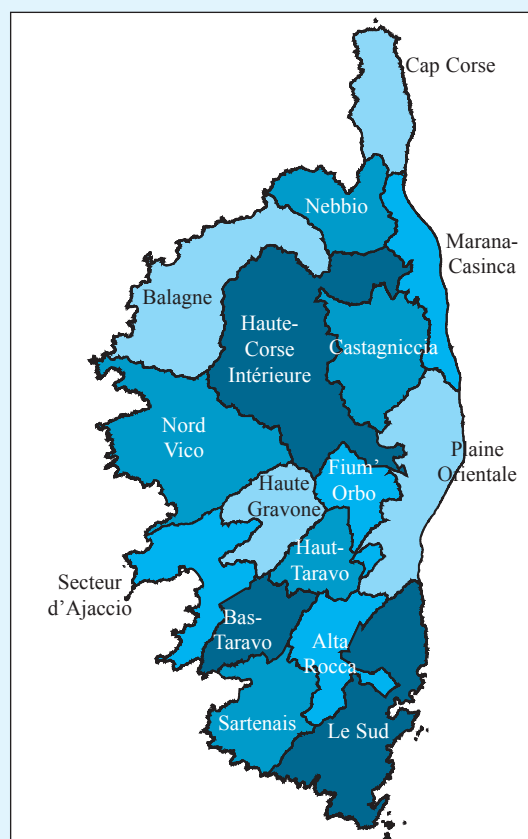 Cap Corse
Nebbio
Marana-
Casinca
Balagne
Haute-
Corse
Intérieure
Castagniccia
Nord
Vico
Plaine
Orientale
Fium'
Orbo
Haute
Gravone
Haut-
Taravo
Secteur
d'Ajaccio
Bas-
Taravo
Alta
Rocca
Sartenais
Le Sud